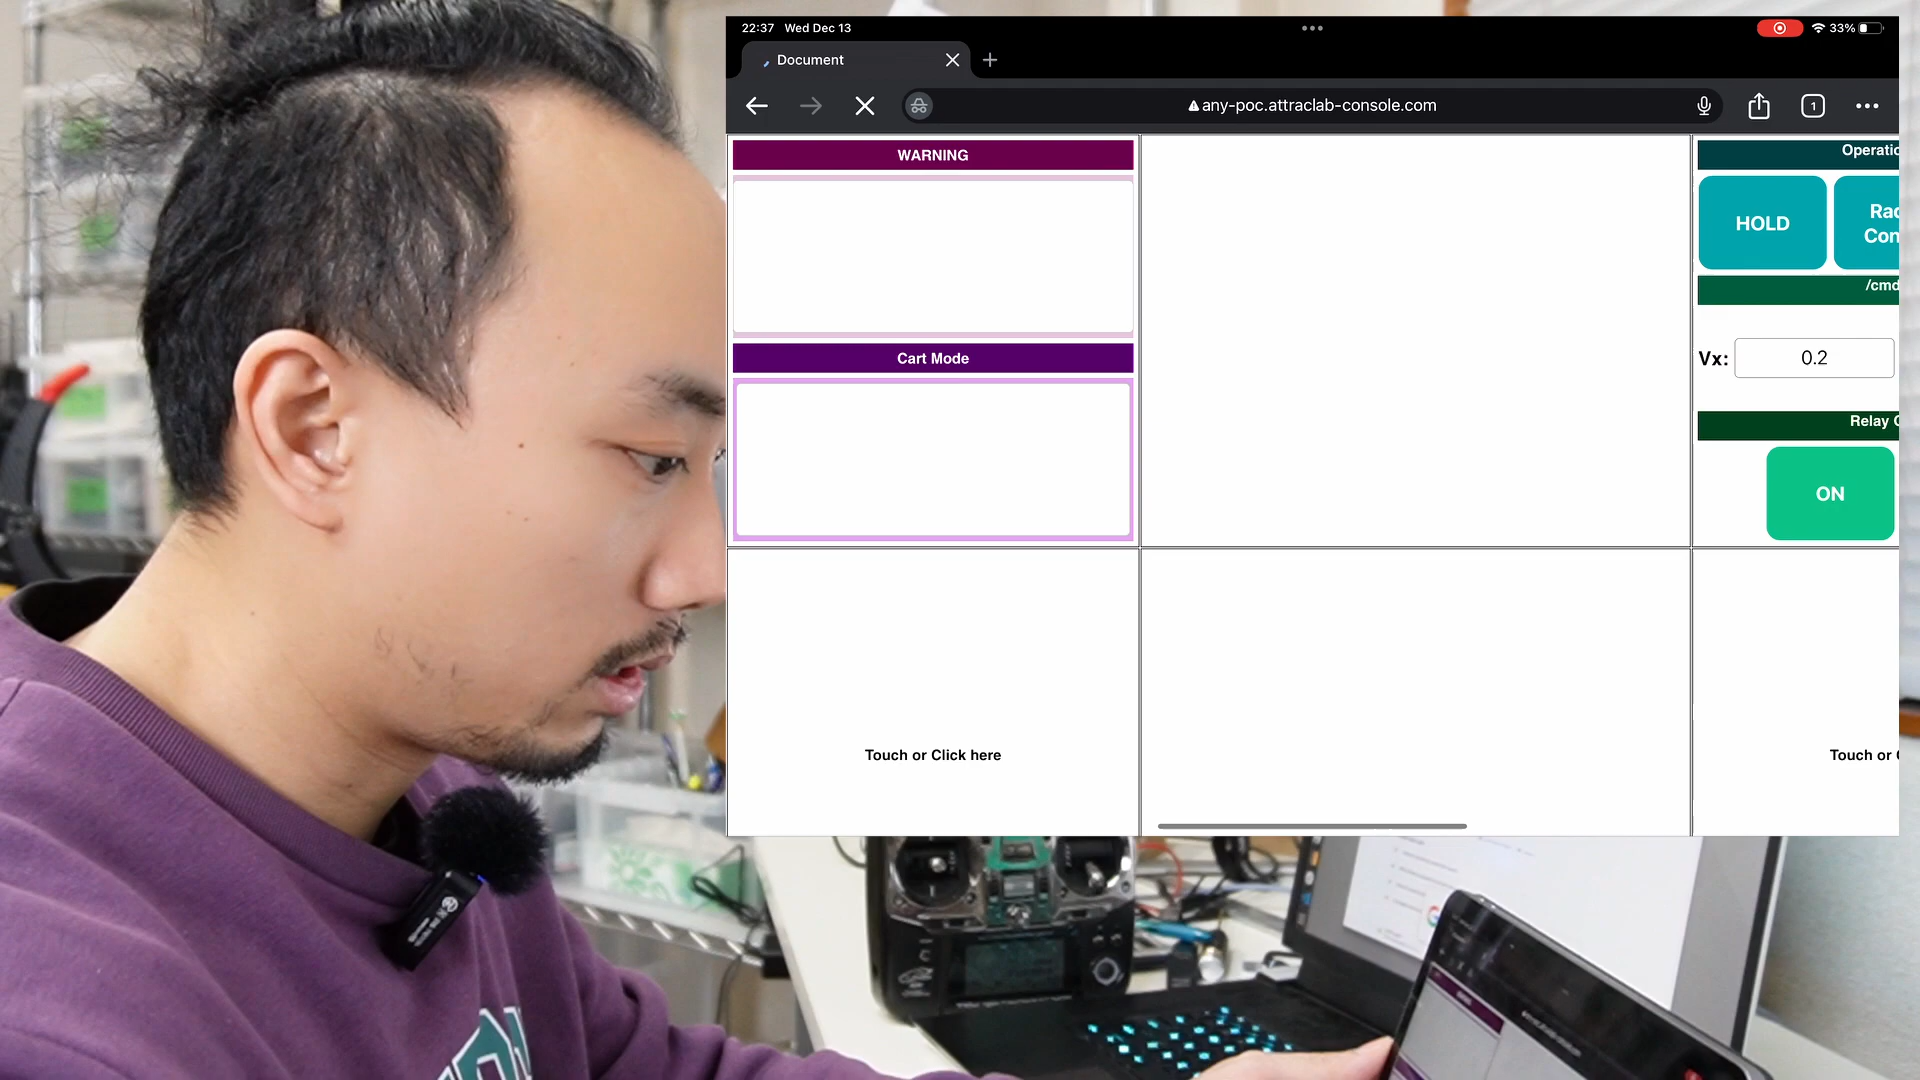 22:37 Wed Dec 13
33%
Document
any-poc.attraclab-console.com
1
WARNING
Operatio
HOLD
Rad
Con
/cmd
Cart Mode
Vx: 0.2
Relay C
ON
Touch or Click here
Touch or